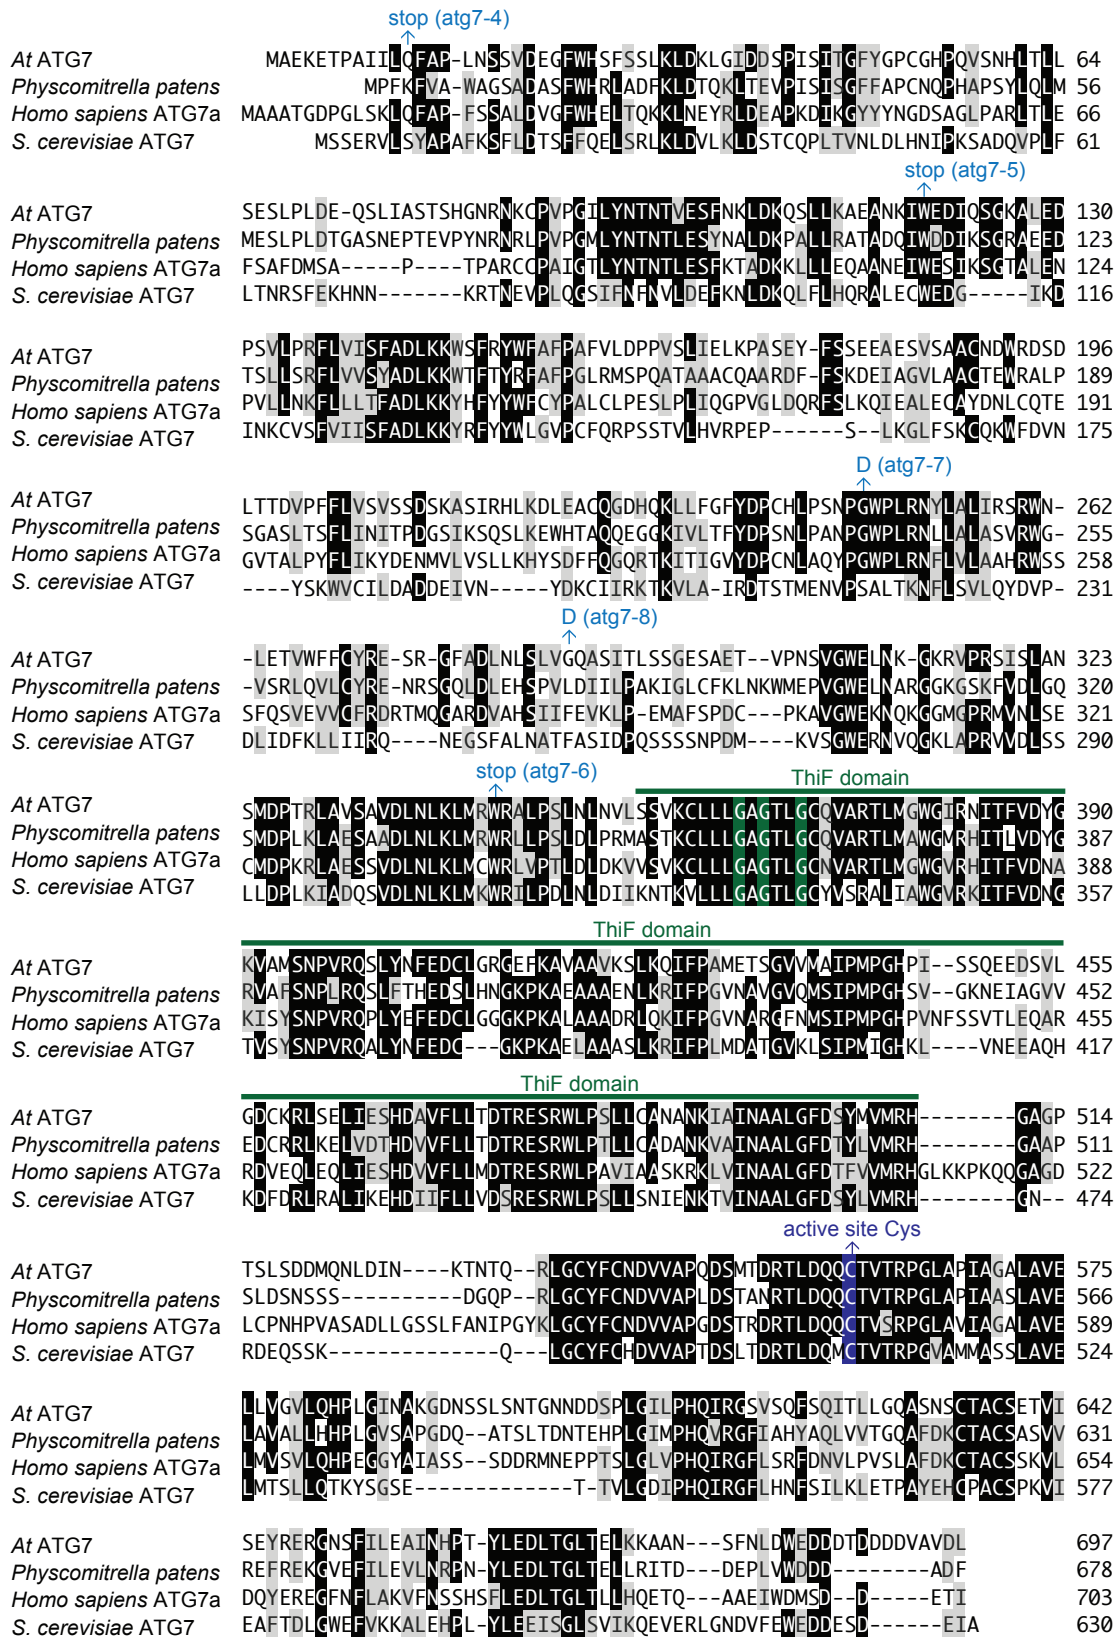 stop (atg7-4)
At ATG7 MAEKETPAIILQFAP-LNSSVDEGFWHSFSSLKLDKLGIDDSPISITGFYGPCGHPQVSNHLTLL 64
Physcomitrella patens MPFKFVA-WAGSADASFWHRLADFKLDTQKLTEVPISISGFFAPCNQPHAPSYLQLM 56
Homo sapiens ATG7a MAAATGDPGLSKLQFAP-FSSALDVGFWHELTQKKLNEYRLDEAPKDIKGYYYNGDSAGLPARLTLE 66
S. cerevisiae ATG7 MSSERVLSYAPAFKSFLDTSFFQELSRLKLDVLKLDSTCQPLTVNLDLHNIPKSADQVPLF 61
stop (atg7-5)
At ATG7 SESLPLDE-QSLIASTSHGNRNKCPVPGILYNTNTVESFNKLDKQSLLKAEANKIWEDIQSGKALED 130
Physcomitrella patens MESLPLDTGASNEPTEVPYNRNRLPVPGMLYNTNTLESYNALDKPALLRATADQIWDDIKSGRAEED 123
Homo sapiens ATG7a FSAFDMSA-----P----TPARCCPAIGTLYNTNTLESFKTADKKLLLEQAANEIWESIKSGTALEN 124
S. cerevisiae ATG7 LTNRSFEKHNN-------KRTNEVPLQGSIFNFNVLDEFKNLDKQLFLHQRALECWEDG-----IKD 116
At ATG7 PSVLPRFLVISFADLKKWSFRYWFAFPAFVLDPPVSLIELKPASEY-FSSEEAESVSAACNDWRDSD 196
Physcomitrella patens TSLLSRFLVVSYADLKKWTFTYRFAFPGLRMSPQATAAACQAARDF-FSKDEIAGVLAACTEWRALP 189
Homo sapiens ATG7a PVLLNKFLLLTFADLKKYHFYYWFCYPALCLPESLPLIQGPVGLDQRFSLKQIEALECAYDNLCQTE 191
S. cerevisiae ATG7 INKCVSFVIISFADLKKYRFYYWLGVPCFQRPSSTVLHVRPEP------S--LKGLFSKCQKWFDVN 175
D (atg7-7)
At ATG7 LTTDVPFFLVSVSSDSKASIRHLKDLEACQGDHQKLLFGFYDPCHLPSNPGWPLRNYLALIRSRWN- 262
Physcomitrella patens SGASLTSFLINITPDGSIKSQSLKEWHTAQQEGGKIVLTFYDPSNLPANPGWPLRNLLALASVRWG- 255
Homo sapiens ATG7a GVTALPYFLIKYDENMVLVSLLKHYSDFFQGQRTKITIGVYDPCNLAQYPGWPLRNFLVLAAHRWSS 258
S. cerevisiae ATG7 ----YSKWVCILDADDEIVN-----YDKCIIRKTKVLA-IRDTSTMENVPSALTKNFLSVLQYDVP- 231
D (atg7-8)
At ATG7 -LETVWFFCYRE-SR-GFADLNLSLVGQASITLSSGESAET--VPNSVGWELNK-GKRVPRSISLAN 323
Physcomitrella patens -VSRLQVLCYRE-NRSGQLDLEHSPVLDIILPAKIGLCFKLNKWMEPVGWELNARGGKGSKFVDLGQ 320
Homo sapiens ATG7a SFQSVEVVCFRDRTMQGARDVAHSIIFEVKLP-EMAFSPDC---PKAVGWEKNQKGGMGPRMVNLSE 321
S. cerevisiae ATG7 DLIDFKLLIIRQ----NEGSFALNATFASIDPQSSSSNPDM----KVSGWERNVQGKLAPRVVDLSS 290
stop (atg7-6) ThiF domain
At ATG7 SMDPTRLAVSAVDLNLKLMRWRALPSLNLNVLSSVKCLLLGAGTLGCQVARTLMGWGIRNITFVDYG 390
Physcomitrella patens SMDPLKLAESAADLNLKLMRWRLLPSLDLPRMASTKCLLLGAGTLGCQVARTLMAWGMRHITLVDYG 387
Homo sapiens ATG7a CMDPKRLAESSVDLNLKLMCWRLVPTLDLDKVVSVKCLLLGAGTLGCNVARTLMGWGVRHITFVDNA 388
S. cerevisiae ATG7 LLDPLKIADQSVDLNLKLMKWRILPDLNLDIIKNTKVLLLGAGTLGCYVSRALIAWGVRKITFVDNG 357
ThiF domain
At ATG7 KVAMSNPVRQSLYNFEDCLGRGEFKAVAAVKSLKQIFPAMETSGVVMAIPMPGHPI--SSQEEDSVL 455
Physcomitrella patens RVAFSNPLRQSLFTHEDSLHNGKPKAEAAAENLKRIFPGVNAVGVQMSIPMPGHSV--GKNEIAGVV 452
Homo sapiens ATG7a KISYSNPVRQPLYEFEDCLGGGKPKALAAADRLQKIFPGVNARGFNMSIPMPGHPVNFSSVTLEQAR 455
S. cerevisiae ATG7 TVSYSNPVRQALYNFEDC---GKPKAELAAASLKRIFPLMDATGVKLSIPMIGHKL---VNEEAQH 417
ThiF domain
At ATG7 GDCKRLSELIESHDAVFLLTDTRESRWLPSLLCANANKIAINAALGFDSYMVMRH--------GAGP 514
Physcomitrella patens EDCRRLKELVDTHDVVFLLTDTRESRWLPTLLCADANKVAINAALGFDTYLVMRH--------GAAP 511
Homo sapiens ATG7a RDVEQLEQLIESHDVVFLLMDTRESRWLPAVIAASKRKLVINAALGFDTFVVMRHGLKKPKQQGAGD 522
S. cerevisiae ATG7 KDFDRLRALIKEHDIIFLLVDSRESRWLPSLLSNIENKTVINAALGFDSYLVMRH--------GN-- 474
active site Cys
At ATG7 TSLSDDMQNLDIN----KTNTQ--RLGCYFCNDVVAPQDSMTDRTLDQQCTVTRPGLAPIAGALAVE 575
Physcomitrella patens SLDSNSSS----------DGQP--RLGCYFCNDVVAPLDSTANRTLDQQCTVTRPGLAPIAASLAVE 566
Homo sapiens ATG7a LCPNHPVASADLLGSSLFANIPGYKLGCYFCNDVVAPGDSTRDRTLDQQCTVSRPGLAVIAGALAVE 589
S. cerevisiae ATG7 RDEQSSK-------------Q---LGCYFCHDVVAPTDSLTDRTLDQMCTVTRPGVAMMASSLAVE 524
At ATG7 LLVGVLQHPLGINAKGDNSSLSNTGNNDDSPLGILPHQIRGSVSQFSQITLLGQASNSCTACSETVI 642
Physcomitrella patens LAVALLHHPLGVSAPGDQ--ATSLTDNTEHPLGIMPHQVRGFIAHYAQLVVTGQAFDKCTACSASVV 631
Homo sapiens ATG7a LMVSVLQHPEGGYAIASS--SDDRMNEPPTSLGLVPHQIRGFLSRFDNVLPVSLAFDKCTACSSKVL 654
S. cerevisiae ATG7 LMTSLLQTKYSGSE------------T-TVLGDIPHQIRGFLHNFSILKLETPAYEHCPACSPKVI 577
At ATG7 SEYRERGNSFILEAINHPT-YLEDLTGLTELKKAAN---SFNLDWEDDDTDDDDVAVDL 697
Physcomitrella patens REFREKGVEFILEVLNRPN-YLEDLTGLTELLRITD---DEPLVWDDD--------ADF 678
Homo sapiens ATG7a DQYEREGFNFLAKVFNSSHSFLEDLTGLTLLHQETQ---AAEIWDMSD--D-----ETI 703
S. cerevisiae ATG7 EAFTDLGWEFVKKALEHPL-YLEEISGLSVIKQEVERLGNDVFEWEDDESD------EIA 630